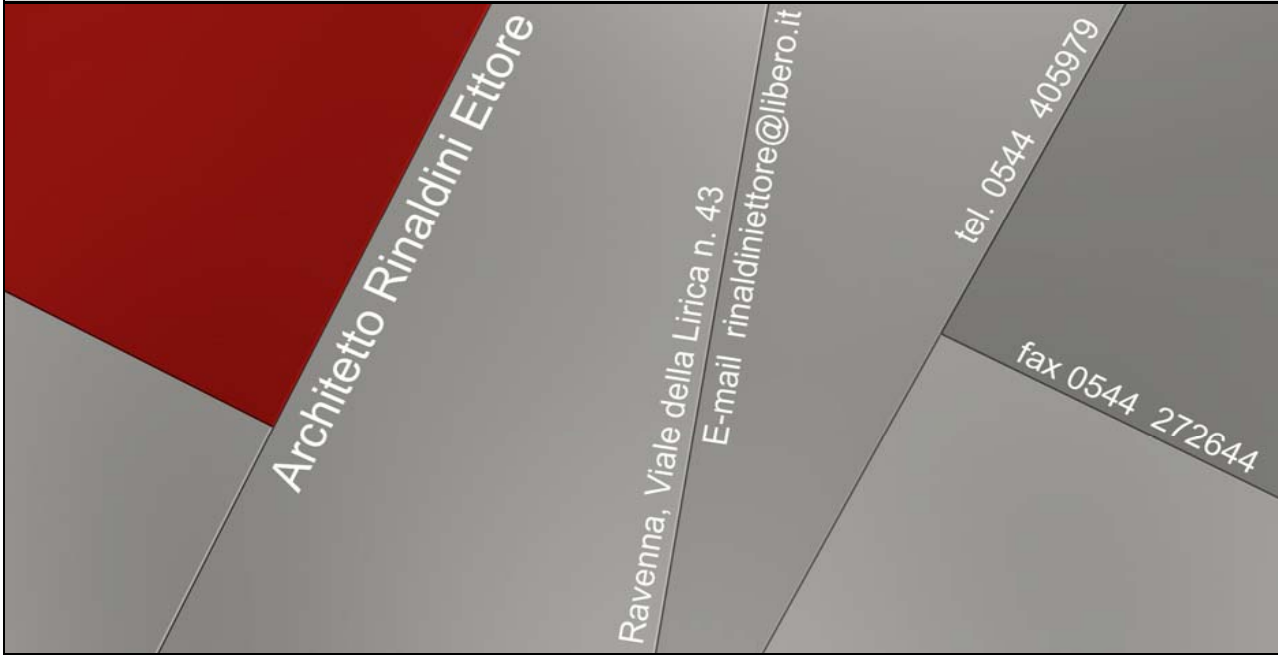 Architetto Rinaldini Ettore
Ravenna, Viale della Lirica n. 43
E-mail rinaldiniettore@libero.it
tel. 0544 405979
fax 0544 272644